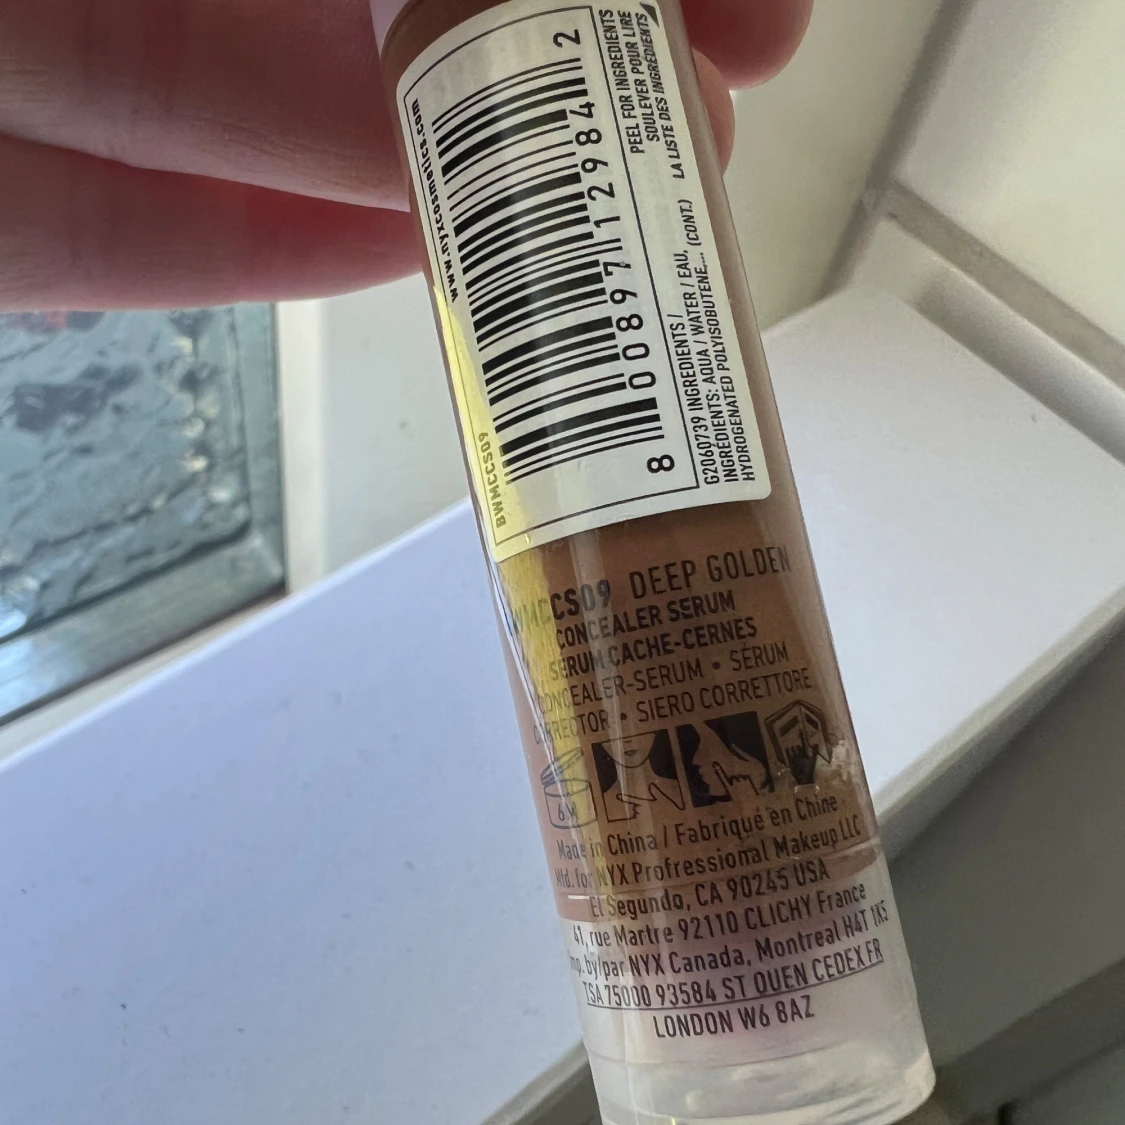 www.nyxcosmetics.com
BWMCCS09
8 00897 12984 2
PEEL FOR INGREDIENTS
SOULEVER POUR LIRE
LA LISTE DES INGRÉDIENTS
G2060739 INGREDIENTS /
INGRÉDIENTS: AQUA / WATER / EAU,
HYDROGENATED POLYISOBUTENE... (CONT.)
WMCCS09 DEEP GOLDEN
CONCEALER SERUM
SÉRUM CACHE-CERNES
CONCEALER-SERUM • SÉRUM
CORRECTOR • SIERO CORRETTORE
6M
Made in China / Fabriqué en Chine
Mfd. for NYX Profressional Makeup LLC
El Segundo, CA 90245 USA
41, rue Martre 92110 CLICHY France
Imp. by/par NYX Canada, Montreal H4T 1K5
TSA 75000 93584 ST OUEN CEDEX FR
LONDON W6 8AZ